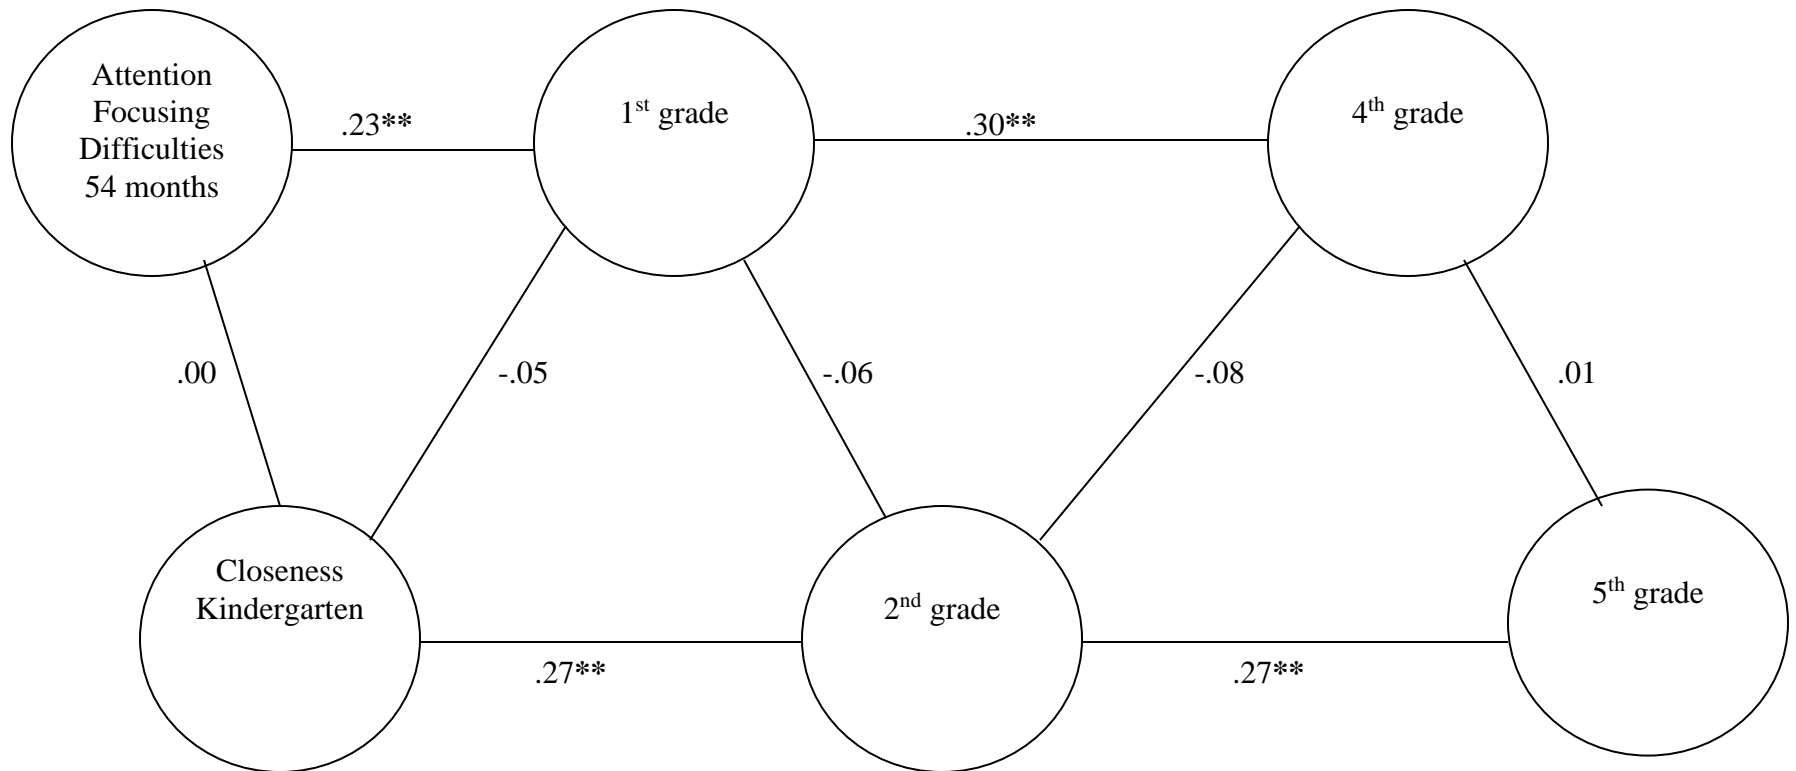 Attention
Focusing
Difficulties
54 months
.23**
1st grade
.30**
4th grade
.00
-.05
-.06
-.08
.01
Closeness
Kindergarten
.27**
2nd grade
.27**
5th grade